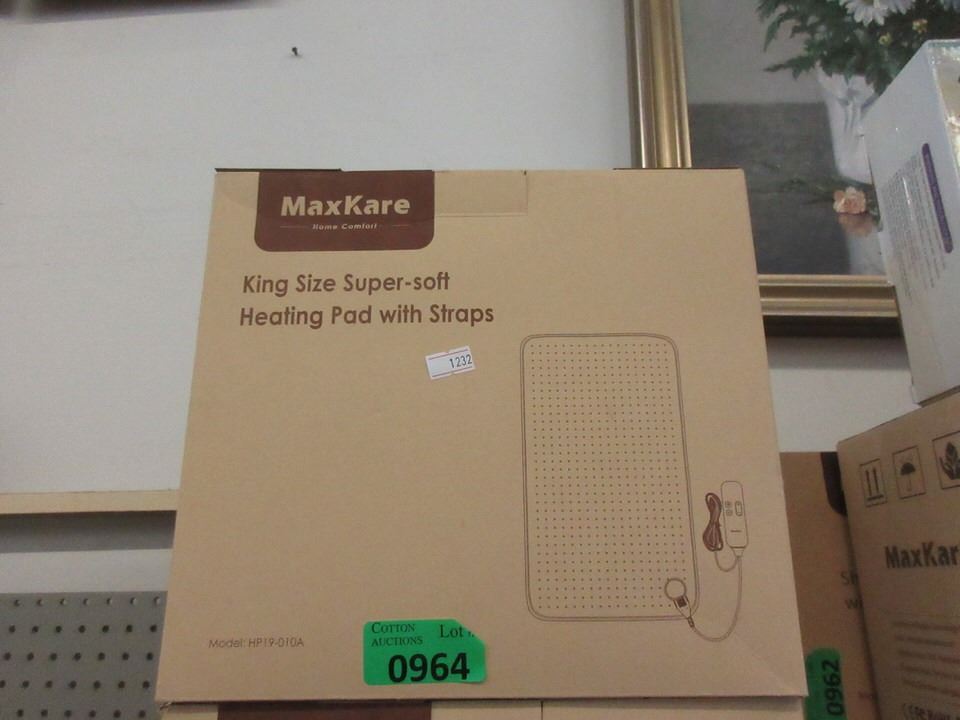 MaxKare
Home Comfort
King Size Super-soft
Heating Pad with Straps
1232
Model: HP19-010A
COTTON
AUCTIONS
Lot
0964
MaxKar
0962